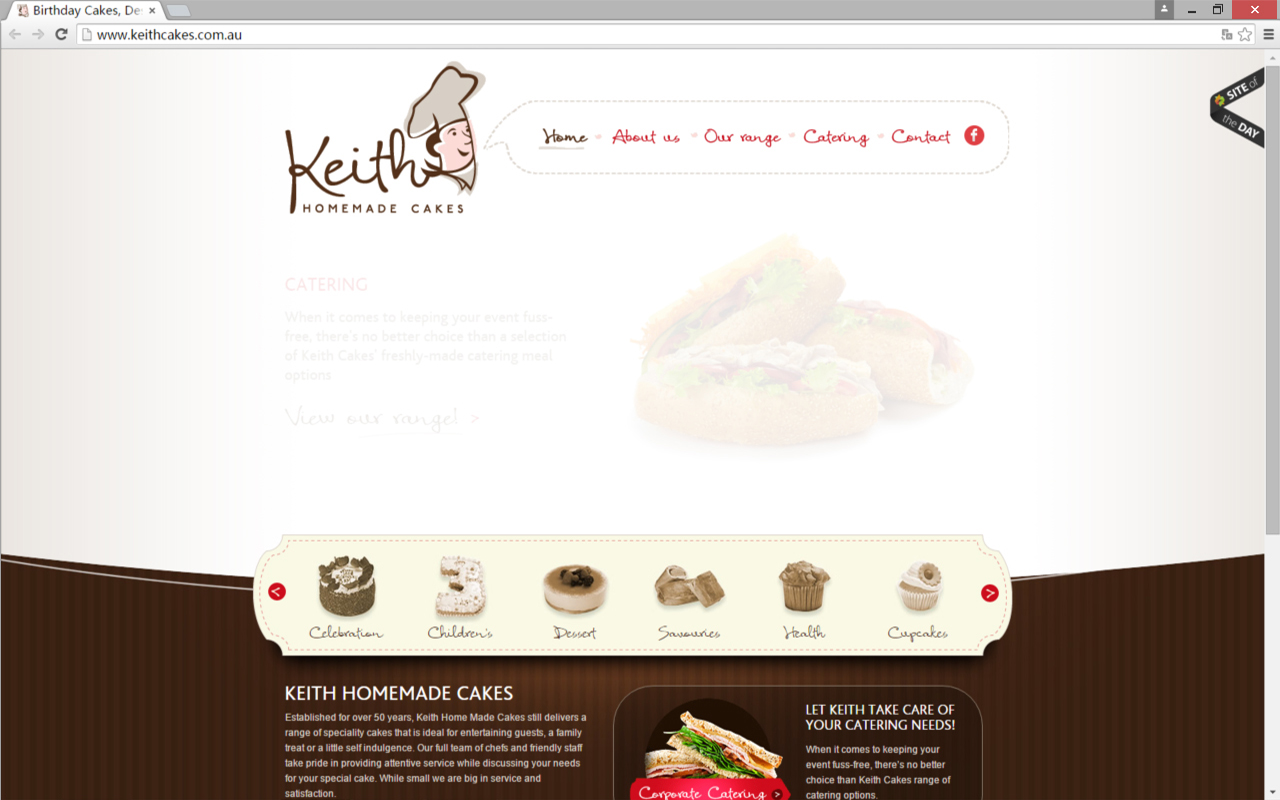 Birthday Cakes, De
www.keithcakes.com.au
SITE of
the DAY
Keith
HOMEMADE CAKES
Home About us Our range Catering Contact f
CATERING
When it comes to keeping your event fuss-
free, there's no better choice than a selection
of Keith Cakes' freshly-made catering meal
options.
View our range! >
< >
Celebration Children's Dessert Savouries Health Cupcakes
KEITH HOMEMADE CAKES
Established for over 50 years, Keith Home Made Cakes still delivers a
range of speciality cakes that is ideal for entertaining guests, a family
treat or a little self indulgence. Our full team of chefs and friendly staff
take pride in providing attentive service while discussing your needs
for your special cake. While small we are big in service and
satisfaction.
Corporate Catering >
LET KEITH TAKE CARE OF
YOUR CATERING NEEDS!
When it comes to keeping your
event fuss-free, there's no better
choice than Keith Cakes range of
catering options.